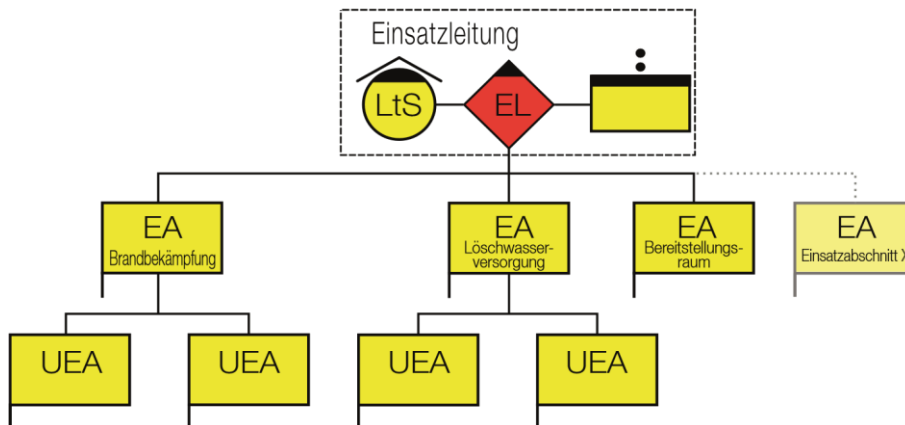 Einsatzleitung
LtS
EL
EA
Brandbekämpfung
EA
Löschwasser-
versorgung
EA
Bereitstellungs-
raum
EA
Einsatzabschnitt X
UEA
UEA
UEA
UEA